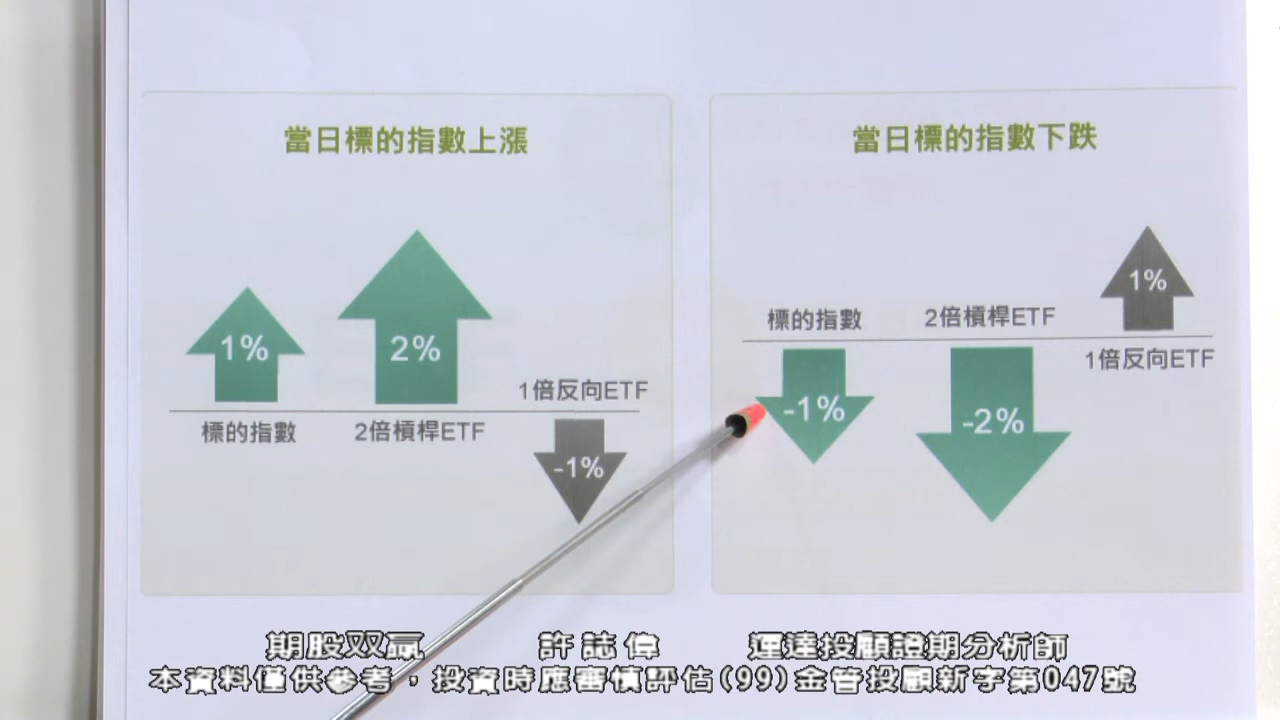 當日標的指數上漲
1%
2%
1倍反向ETF
標的指數
2倍槓桿ETF
-1%
當日標的指數下跌
1%
標的指數
2倍槓桿ETF
1倍反向ETF
-1%
-2%
期股双贏 許誌偉 運達投顧證期分析師
本資料僅供參考，投資時應審慎評估(99)金管投顧新字第047號